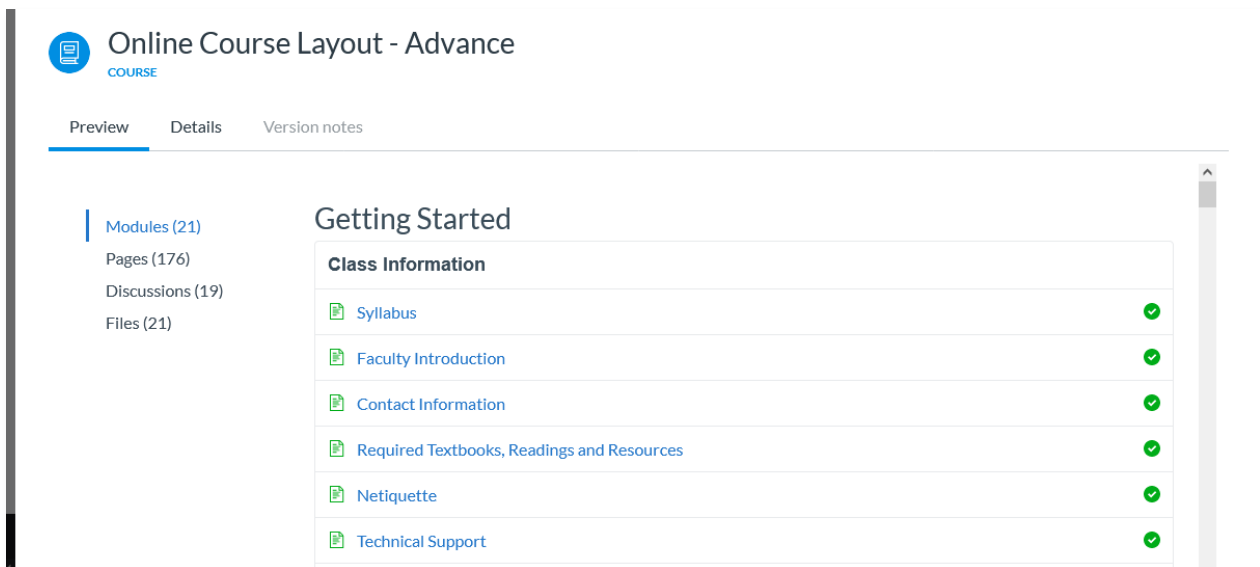 Online Course Layout - Advance
COURSE
Preview Details Version notes
Modules (21)
Pages (176)
Discussions (19)
Files (21)
Getting Started
Class Information
Syllabus
Faculty Introduction
Contact Information
Required Textbooks, Readings and Resources
Netiquette
Technical Support